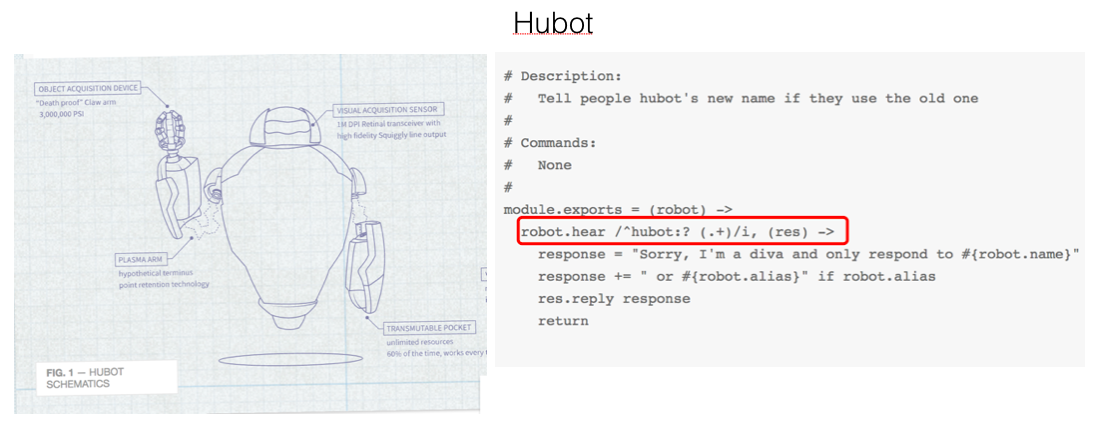 Hubot
OBJECT ACQUISITION DEVICE
"Death proof" Claw arm
3,000,000 PSI
VISUAL ACQUISITION SENSOR
1M DPI Retinal transceiver with
high fidelity Squiggly line output
PLASMA ARM
hypothetical terminus
point retention technology
TRANSMUTABLE POCKET
unlimited resources
60% of the time, works every
FIG. 1 — HUBOT
SCHEMATICS
# Description:
#   Tell people hubot's new name if they use the old one
#
# Commands:
#   None
#
module.exports = (robot) ->
  robot.hear /^hubot:? (.+)/i, (res) ->
    response = "Sorry, I'm a diva and only respond to #{robot.name}"
    response += " or #{robot.alias}" if robot.alias
    res.reply response
    return